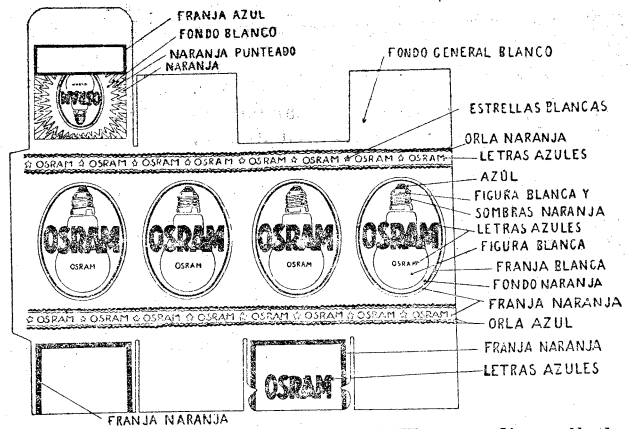 FRANJA AZUL
FONDO BLANCO
NARANJA PUNTEADO
NARANJA
OSRAM
OSRAM
FONDO GENERAL BLANCO
ESTRELLAS BLANCAS
ORLA NARANJA
OSRAM ☆ OSRAM ☆ OSRAM ☆ OSRAM ☆ OSRAM ☆ OSRAM ☆ OSRAM ☆ OSRAM
LETRAS AZULES
AZÚL
FIGURA BLANCA Y
SOMBRAS NARANJA
OSRAM OSRAM OSRAM OSRAM
LETRAS AZULES
FIGURA BLANCA
OSRAM OSRAM OSRAM OSRAM
FRANJA BLANCA
FONDO NARANJA
FRANJA NARANJA
OSRAM ☆ OSRAM ☆ OSRAM ☆ OSRAM ☆ OSRAM ☆ OSRAM ☆ OSRAM ☆ OSRAM
ORLA AZUL
FRANJA NARANJA
LETRAS AZULES
OSRAM
FRANJA NARANJA